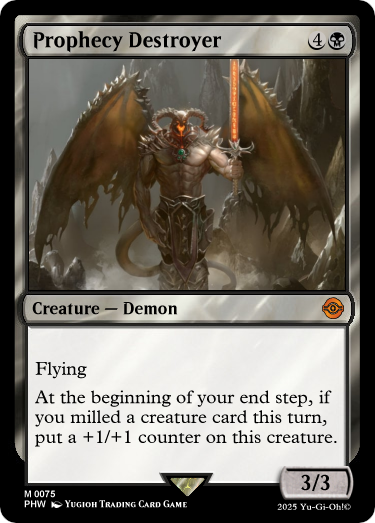 Prophecy Destroyer 4
Creature — Demon
Flying
At the beginning of your end step, if
you milled a creature card this turn,
put a +1/+1 counter on this creature.
3/3
M 0075
PHW Yugioh Trading Card Game
2025 Yu-Gi-Oh!©